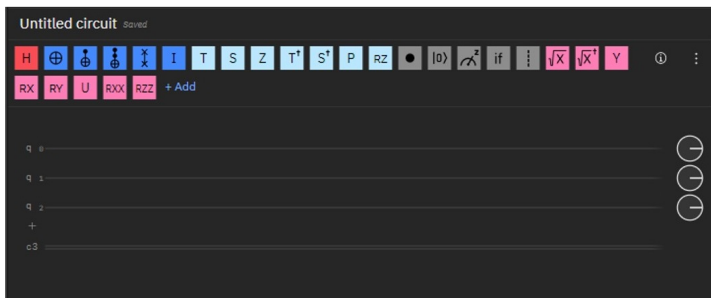 Untitled circuit Saved
H I T S Z T† S† P RZ |0⟩ z if √X √X† Y
RX RY U RXX RZZ + Add
q 0
q 1
q 2
+
c3